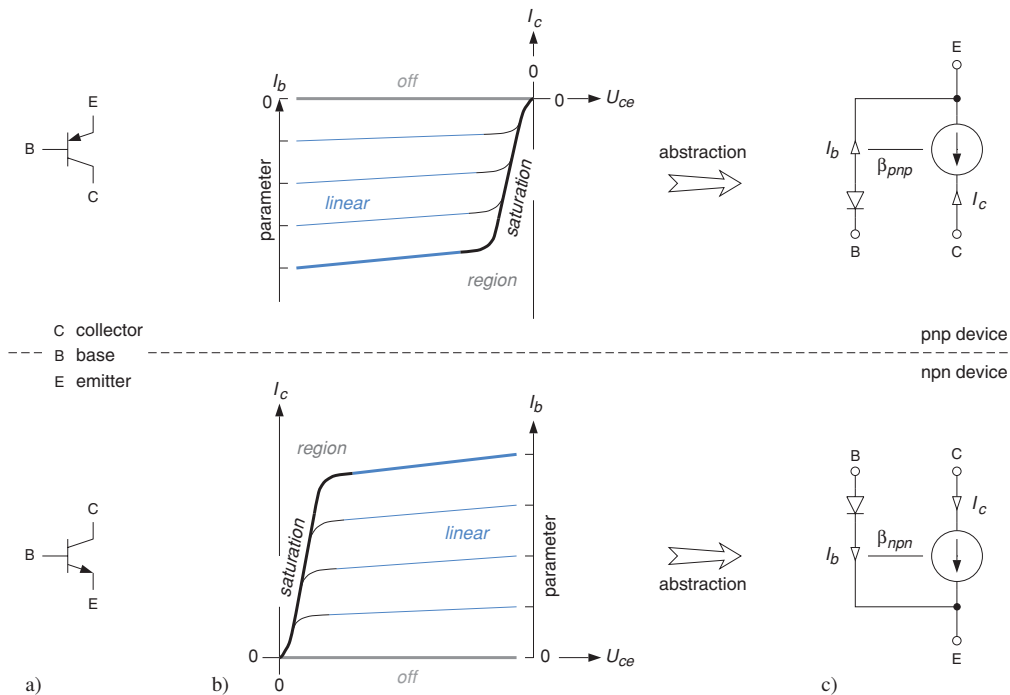 I_c
0
I_b
0
off
0
U_ce
E
B
C
parameter
linear
saturation
region
abstraction
E
I_b
β_pnp
I_c
B
C
C collector
B base
E emitter
pnp device
npn device
I_c
I_b
region
C
B
E
saturation
linear
parameter
abstraction
B
C
I_c
β_npn
I_b
E
0
0
U_ce
off
0
a)
b)
c)